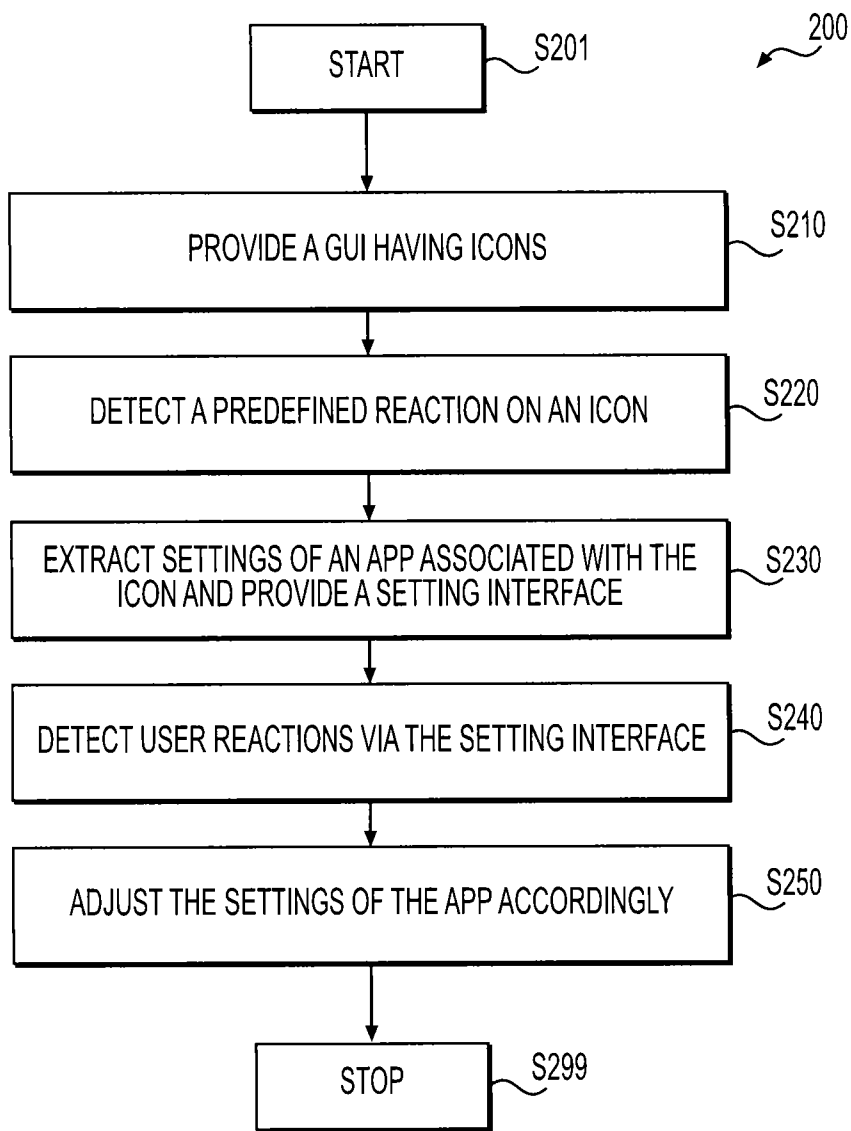 200
START
S201
PROVIDE A GUI HAVING ICONS
S210
DETECT A PREDEFINED REACTION ON AN ICON
S220
EXTRACT SETTINGS OF AN APP ASSOCIATED WITH THE
ICON AND PROVIDE A SETTING INTERFACE
S230
DETECT USER REACTIONS VIA THE SETTING INTERFACE
S240
ADJUST THE SETTINGS OF THE APP ACCORDINGLY
S250
STOP
S299